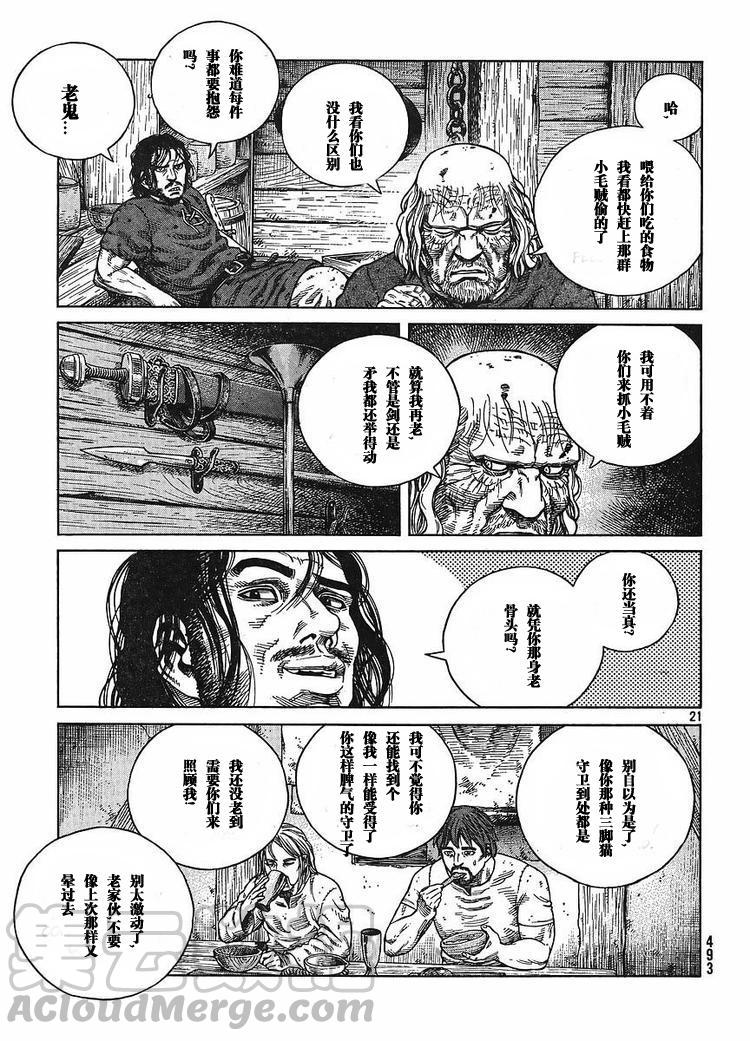 哈,
喂给你们吃的食物
我看都快赶上那群
小毛贼偷的了
我看你们也
没什么区别
你难道每件
事都要抱怨
吗?
老鬼…
我可用不着
你们来抓小毛贼
就算我再老,
不管是剑还是
矛我都还举得动
你还当真?
就凭你那身老
骨头吗?
21
别自以为是了,
像你那种三脚猫
守卫到处都是
我可不觉得你
还能找到个
像我一样能受得了
你这样脾气的守卫了
我还没老到
需要你们来
照顾我!
别太激动了,
老家伙,不要
像上次那样又
晕过去
493
集云数据
ACloudMerge.com